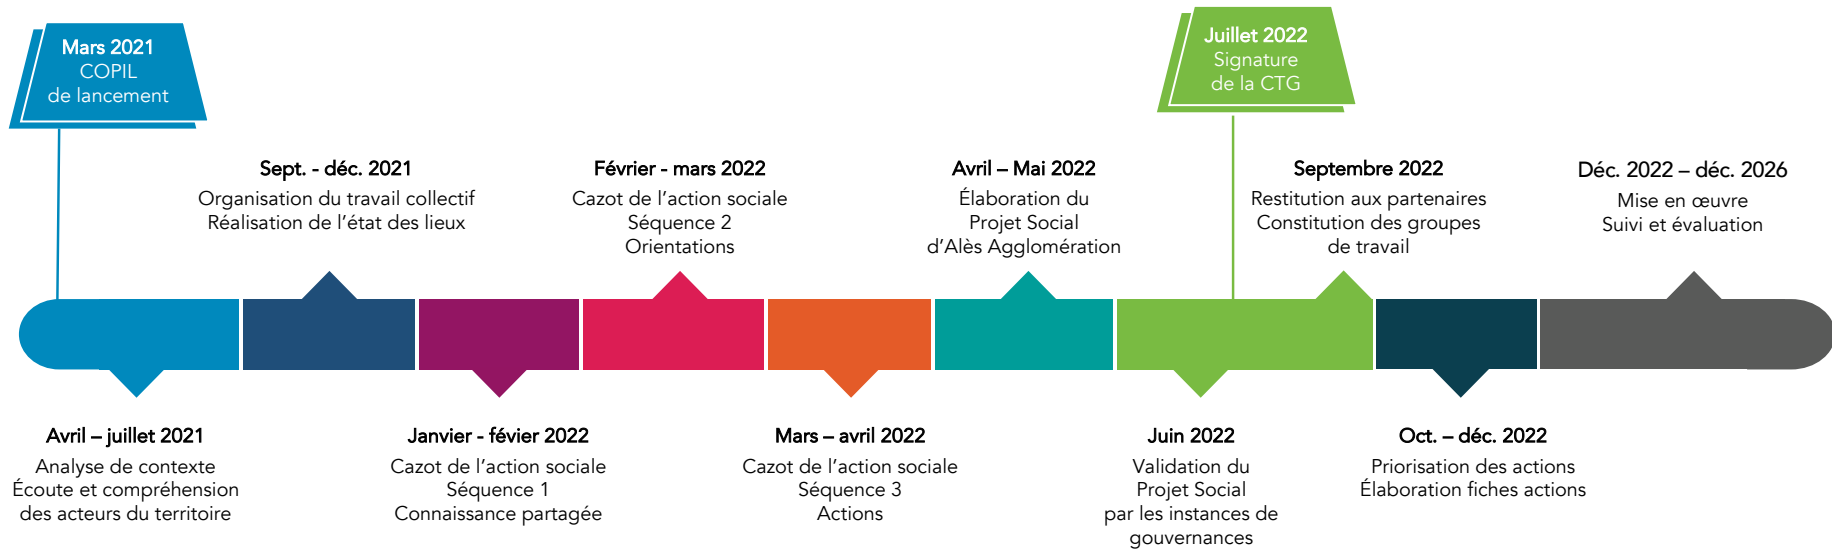 Mars 2021
COPIL
de lancement
Juillet 2022
Signature
de la CTG
Sept. - déc. 2021
Organisation du travail collectif
Réalisation de l'état des lieux
Février - mars 2022
Cazot de l'action sociale
Séquence 2
Orientations
Avril – Mai 2022
Élaboration du
Projet Social
d'Alès Agglomération
Septembre 2022
Restitution aux partenaires
Constitution des groupes
de travail
Déc. 2022 – déc. 2026
Mise en œuvre
Suivi et évaluation
Avril – juillet 2021
Analyse de contexte
Écoute et compréhension
des acteurs du territoire
Janvier - févier 2022
Cazot de l'action sociale
Séquence 1
Connaissance partagée
Mars – avril 2022
Cazot de l'action sociale
Séquence 3
Actions
Juin 2022
Validation du
Projet Social
par les instances de
gouvernances
Oct. – déc. 2022
Priorisation des actions
Élaboration fiches actions